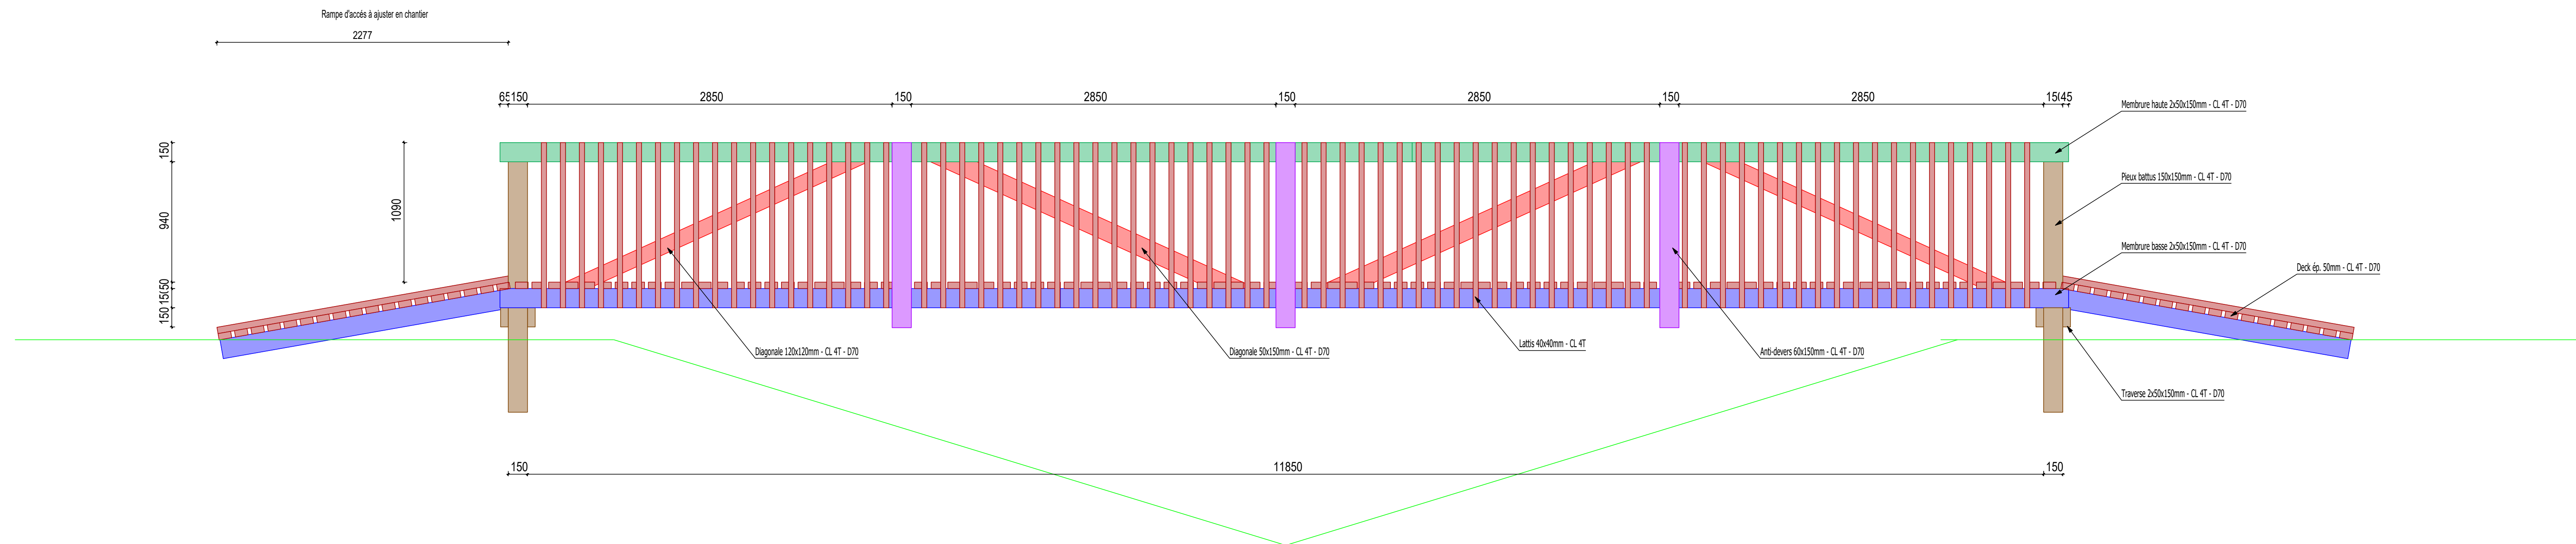 Rampe d'accès à ajuster en chantier
2277
65 150 2850 150 2850 150 2850 150 2850 150 45
Membrure haute 2x50x150mm - CL 4T - D70
150
Pieux battus 150x150mm - CL 4T - D70
940
1090
Membrure basse 2x50x150mm - CL 4T - D70
Deck ép. 50mm - CL 4T - D70
50
150
150
Diagonale 120x120mm - CL 4T - D70
Diagonale 50x150mm - CL 4T - D70
Lattis 40x40mm - CL 4T
Anti-devers 60x150mm - CL 4T - D70
Traverse 2x50x150mm - CL 4T - D70
150 11850 150